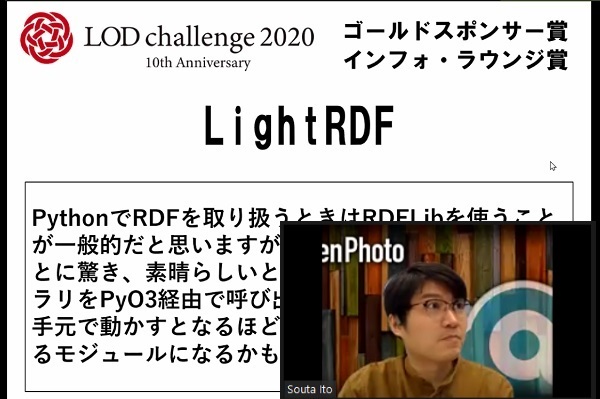 LOD challenge 2020
10th Anniversary
ゴールドスポンサー賞
インフォ・ラウンジ賞
LightRDF
PythonでRDFを取り扱うときはRDFLibを使うこと
が一般的だと思いますが
とに驚き、素晴らしいと
ラリをPyO3経由で呼び出
手元で動かすとなるほど
るモジュールになるかも
enPhoto
Souta Ito